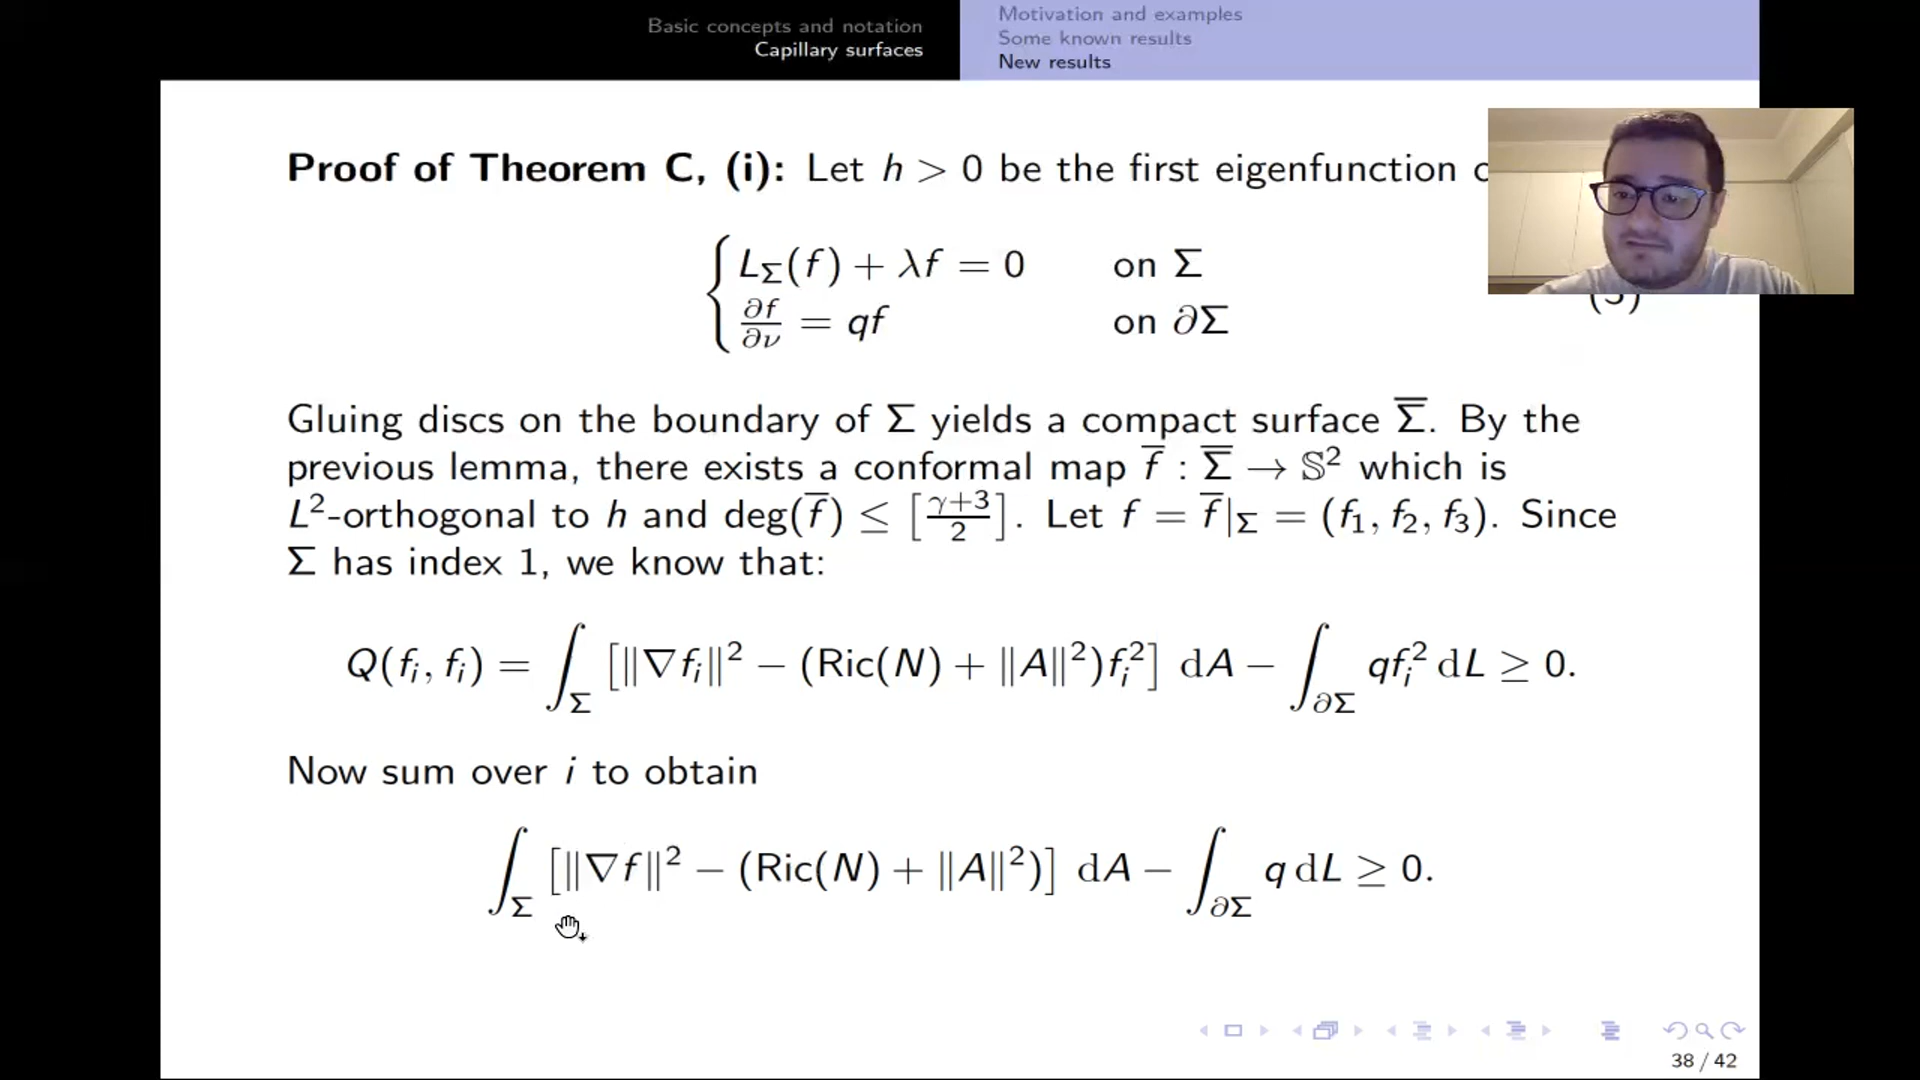 Basic concepts and notation
Capillary surfaces
Motivation and examples
Some known results
New results
Proof of Theorem C, (i): Let h > 0 be the first eigenfunction
L_Σ(f) + λf = 0 on Σ
∂f/∂ν = qf on ∂Σ
Gluing discs on the boundary of Σ yields a compact surface Σ̅. By the
previous lemma, there exists a conformal map f̅ : Σ̅ → 𝕊² which is
L²-orthogonal to h and deg(f̅) ≤ [(γ+3)/2]. Let f = f̅|_Σ = (f₁, f₂, f₃). Since
Σ has index 1, we know that:
Q(f_i, f_i) = ∫_Σ [‖∇f_i‖² − (Ric(N) + ‖A‖²)f_i²] dA − ∫_∂Σ qf_i² dL ≥ 0.
Now sum over i to obtain
∫_Σ [‖∇f‖² − (Ric(N) + ‖A‖²)] dA − ∫_∂Σ q dL ≥ 0.
38 / 42